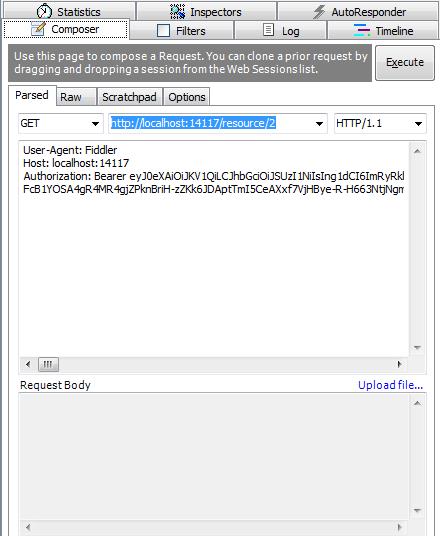 Statistics
Inspectors
AutoResponder
Composer
Filters
Log
Timeline
Use this page to compose a Request. You can clone a prior request by
dragging and dropping a session from the Web Sessions list.
Execute
Parsed
Raw
Scratchpad
Options
GET
http://localhost:14117/resource/2
HTTP/1.1
User-Agent: Fiddler
Host: localhost:14117
Authorization: Bearer eyJ0eXAiOiJKV1QiLCJhbGciOiJSUzI1NiIsIng1dCI6ImRyRkl
FcB1YOSA4gR4MR4gjZPknBriH-zZKk6JDAptTmI5CeAXxf7VjHBye-R-H663NtjNgm
Request Body
Upload file...